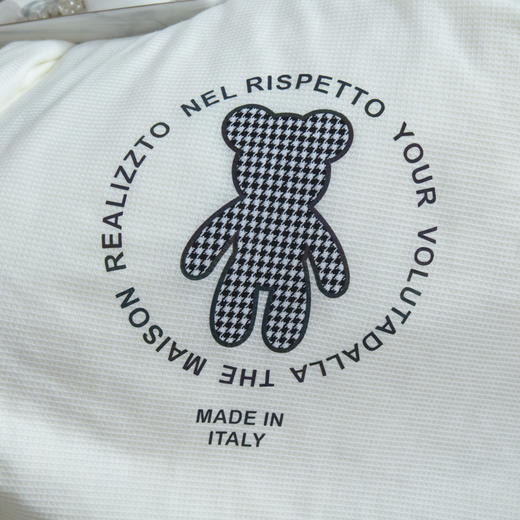 REALIZZTO NEL RISPETTO YOUR VOLUTADALLA THE MAISON
MADE IN
ITALY